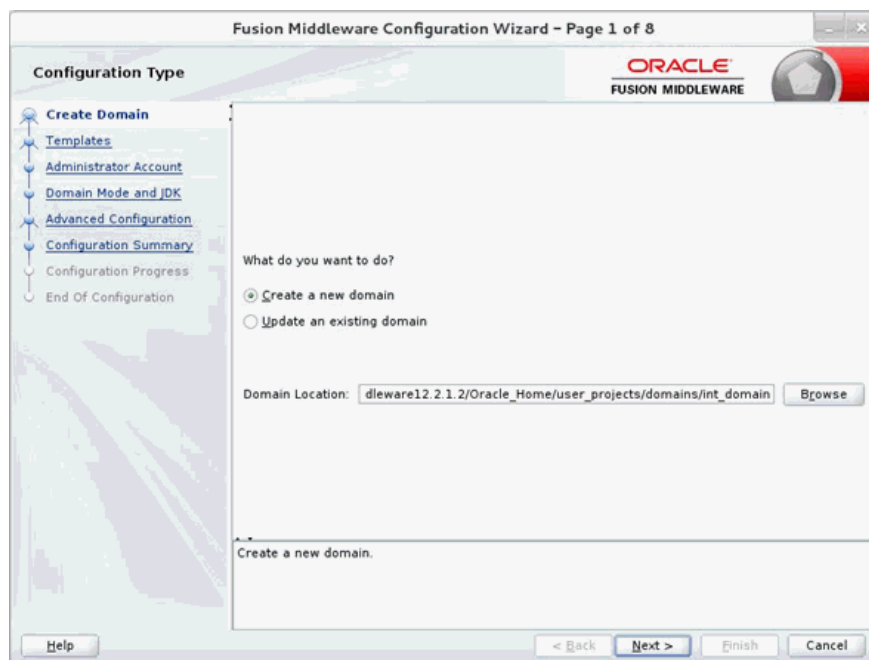 Fusion Middleware Configuration Wizard – Page 1 of 8
Configuration Type
ORACLE
FUSION MIDDLEWARE
Create Domain
Templates
Administrator Account
Domain Mode and JDK
Advanced Configuration
Configuration Summary
Configuration Progress
End Of Configuration
What do you want to do?
Create a new domain
Update an existing domain
Domain Location: dleware12.2.1.2/Oracle_Home/user_projects/domains/int_domain Browse
Create a new domain.
Help < Back Next > Finish Cancel